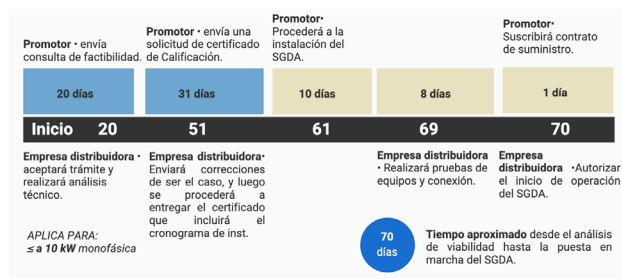 Promotor · envía
consulta de factibilidad.
Promotor · envía una
solicitud de certificado
de Calificación.
Promotor ·
Procederá a la
instalación del
SGDA.
Promotor·
Suscribirá contrato
de suministro.
20 días
31 días
10 días
8 días
1 día
Inicio 20 51 61 69 70
Empresa distribuidora ·
aceptará trámite y
realizará análisis
técnico.
Empresa distribuidora·
Enviará correcciones
de ser el caso, y luego
se procederá a
entregar el certificado
que incluirá el
cronograma de inst.
Empresa distribuidora
· Realizará pruebas de
equipos y conexión.
Empresa
distribuidora ·Autorizar
el inicio de operación
del SGDA.
APLICA PARA:
≤ a 10 kW monofásica
70
días
Tiempo aproximado desde el análisis
de viabilidad hasta la puesta en
marcha del SGDA.